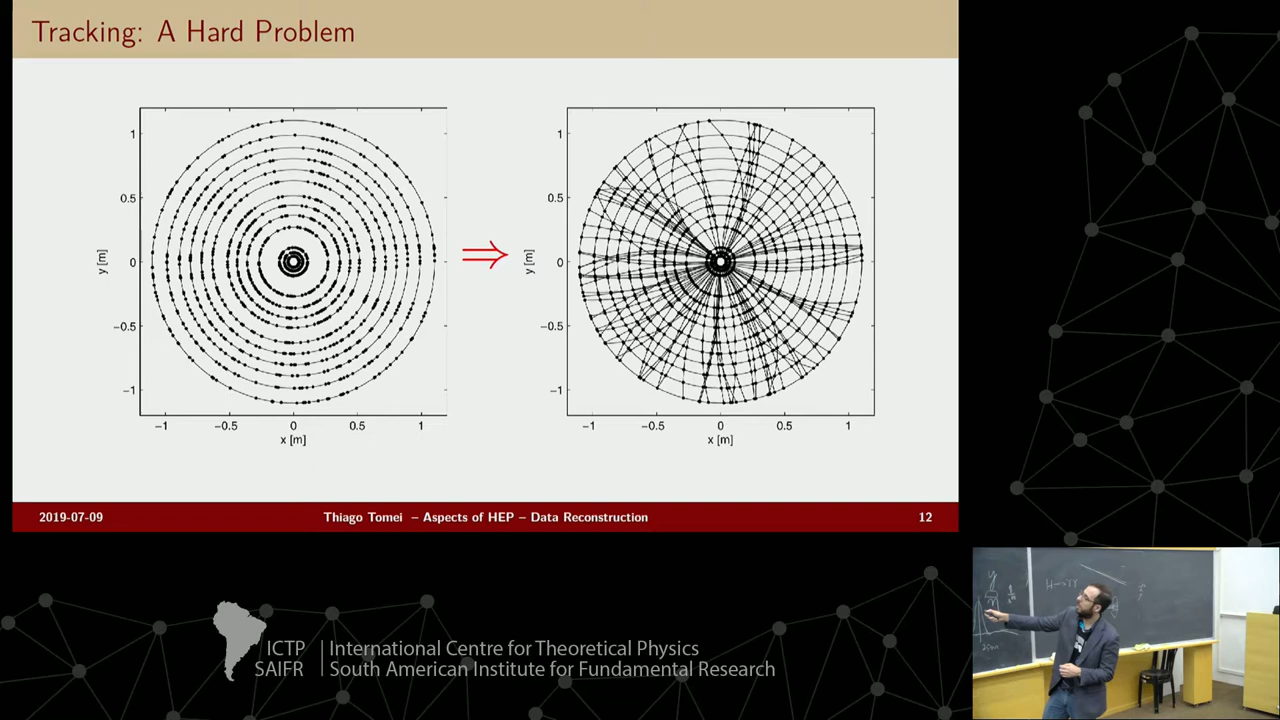 Tracking: A Hard Problem
1
0.5
0
−0.5
−1
y [m]
−1
−0.5
0
0.5
1
x [m]
⇒
1
0.5
0
−0.5
−1
y [m]
−1
−0.5
0
0.5
1
x [m]
2019-07-09
Thiago Tomei – Aspects of HEP – Data Reconstruction
12
H→γγ
ICTP
SAIFR
International Centre for Theoretical Physics
South American Institute for Fundamental Research